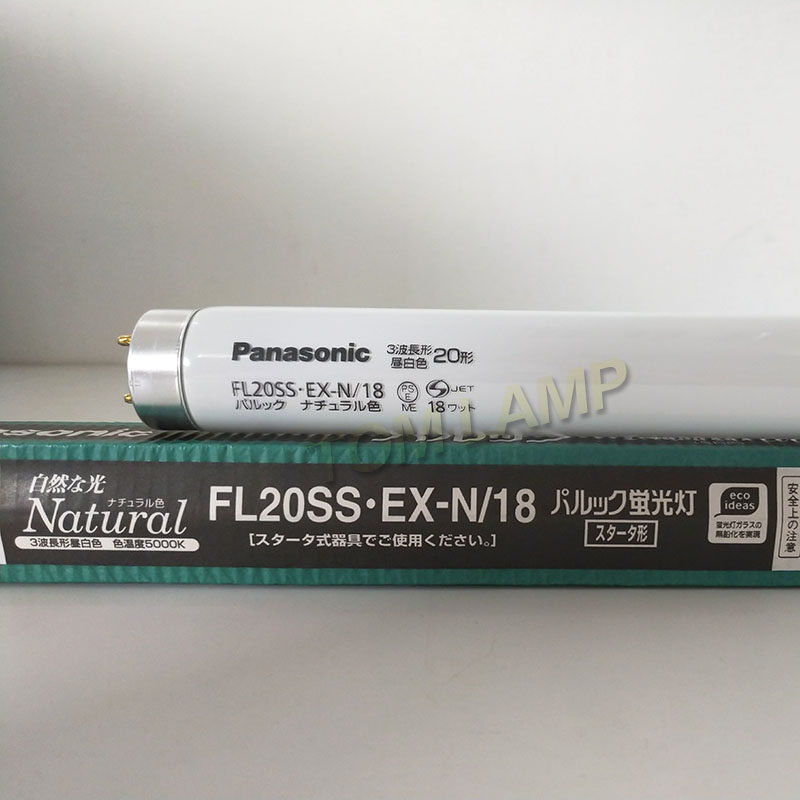 Panasonic 3波長形 昼白色 20形
FL20SS・EX-N/18 PS E JET
パルック ナチュラル色 NE 18ワット
TOMLAMP
自然な光
ナチュラル色
Natural
3波長形昼白色 色温度5000K
FL20SS・EX-N/18
[スタータ式器具でご使用ください。]
パルック蛍光灯
スタータ形
eco
ideas
蛍光灯ガラスの
無鉛化を実現
安全上の注意